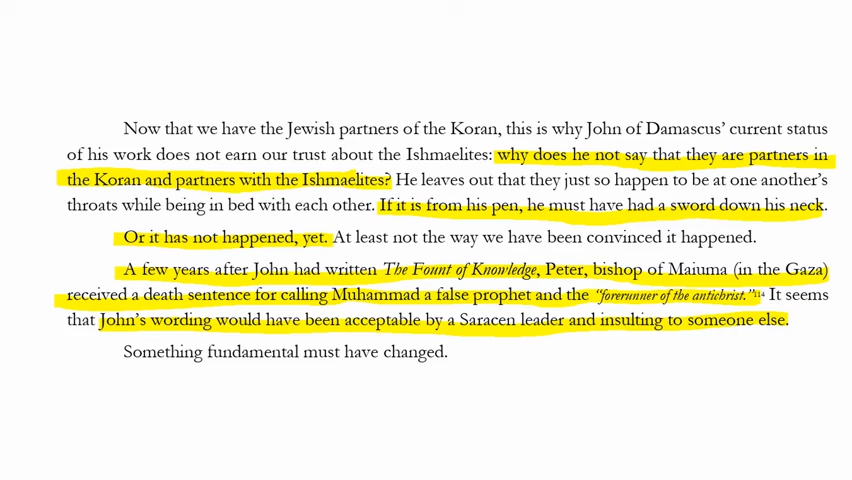 Now that we have the Jewish partners of the Koran, this is why John of Damascus' current status
of his work does not earn our trust about the Ishmaelites: why does he not say that they are partners in
the Koran and partners with the Ishmaelites? He leaves out that they just so happen to be at one another's
throats while being in bed with each other. If it is from his pen, he must have had a sword down his neck.
Or it has not happened, yet. At least not the way we have been convinced it happened.
A few years after John had written The Fount of Knowledge, Peter, bishop of Maiuma (in the Gaza)
received a death sentence for calling Muhammad a false prophet and the “forerunner of the antichrist.”114 It seems
that John's wording would have been acceptable by a Saracen leader and insulting to someone else.
Something fundamental must have changed.